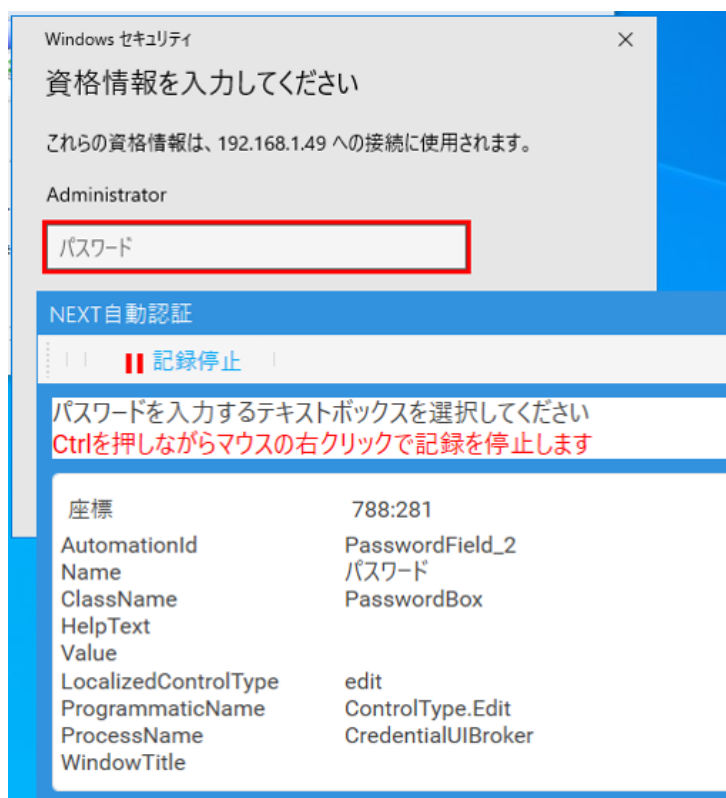 Windows セキュリティ
資格情報を入力してください
これらの資格情報は、192.168.1.49 への接続に使用されます。
Administrator
パスワード
NEXT自動認証
記録停止
パスワードを入力するテキストボックスを選択してください
Ctrlを押しながらマウスの右クリックで記録を停止します
座標 788:281
AutomationId PasswordField_2
Name パスワード
ClassName PasswordBox
HelpText
Value
LocalizedControlType edit
ProgrammaticName ControlType.Edit
ProcessName CredentialUIBroker
WindowTitle